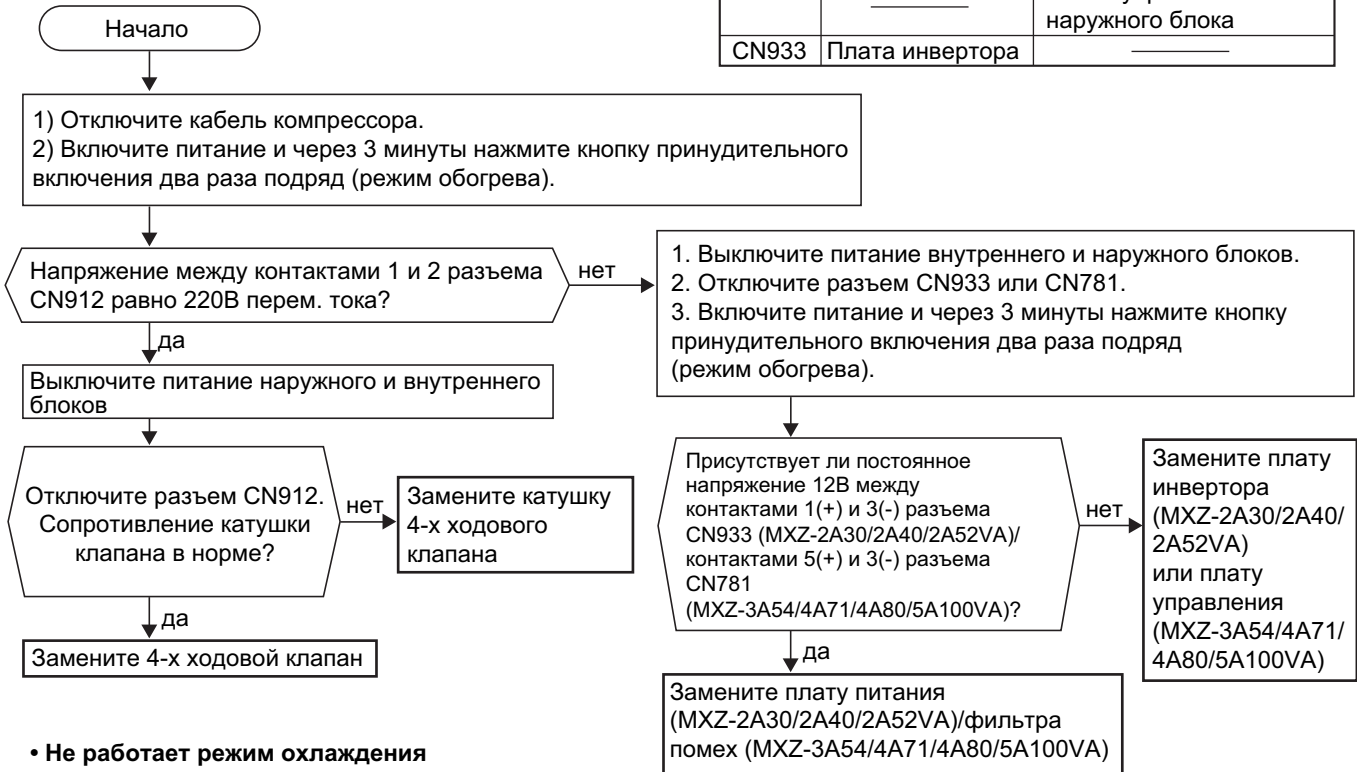 наружного блока
CN933 Плата инвертора
Начало
1) Отключите кабель компрессора.
2) Включите питание и через 3 минуты нажмите кнопку принудительного
включения два раза подряд (режим обогрева).
Напряжение между контактами 1 и 2 разъема
CN912 равно 220В перем. тока?
нет
1. Выключите питание внутреннего и наружного блоков.
2. Отключите разъем CN933 или CN781.
3. Включите питание и через 3 минуты нажмите кнопку
принудительного включения два раза подряд
(режим обогрева).
да
Выключите питание наружного и внутреннего
блоков
Отключите разъем CN912.
Сопротивление катушки
клапана в норме?
нет
Замените катушку
4-х ходового
клапана
да
Замените 4-х ходовой клапан
Присутствует ли постоянное
напряжение 12В между
контактами 1(+) и 3(-) разъема
CN933 (MXZ-2A30/2A40/2A52VA)/
контактами 5(+) и 3(-) разъема
CN781
(MXZ-3A54/4A71/4A80/5A100VA)?
нет
Замените плату
инвертора
(MXZ-2A30/2A40/
2A52VA)
или плату
управления
(MXZ-3A54/4A71/
4A80/5A100VA)
да
Замените плату питания
(MXZ-2A30/2A40/2A52VA)/фильтра
помех (MXZ-3A54/4A71/4A80/5A100VA)
• Не работает режим охлаждения